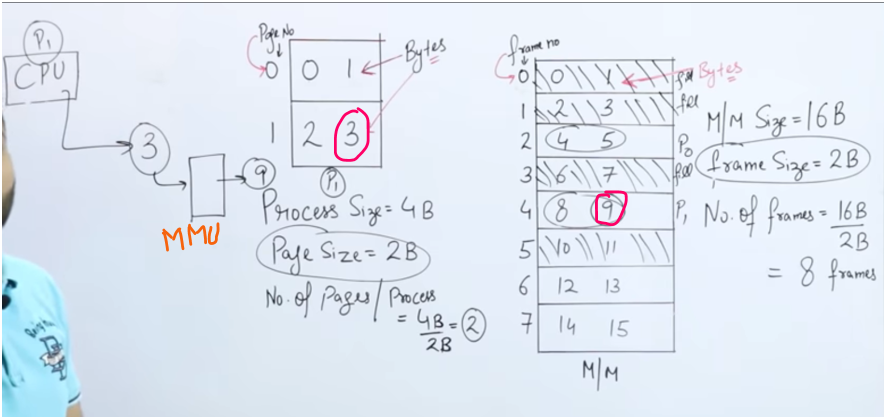 P₁
CPU
3
9
MMU
Page No
0 0 1
Bytes
1 2 3
P₁
Process Size = 4B
Page Size = 2B
No. of Pages/Process
= 4B/2B = 2
frame no
0 0 1 full
Bytes
1 2 3 full
2 4 5 P₀
3 6 7 full
4 8 9 P₁
5 10 11
6 12 13
7 14 15
M/M
M/M Size = 16B
frame Size = 2B
No. of frames = 16B/2B
= 8 frames